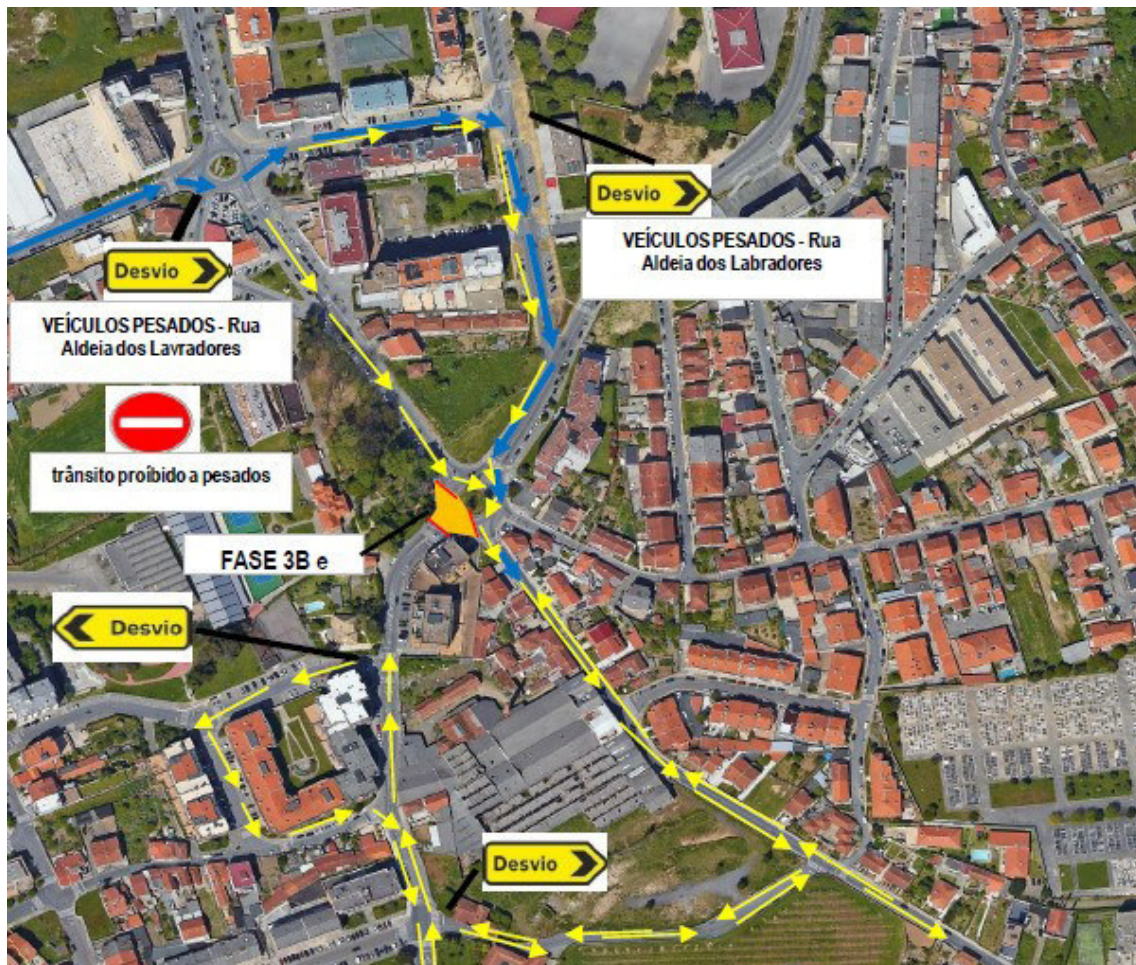 Desvio
VEÍCULOS PESADOS - Rua
Aldeia dos Labradores
Desvio
VEÍCULOS PESADOS - Rua
Aldeia dos Lavradores
trânsito proibido a pesados
FASE 3B e
Desvio
Desvio